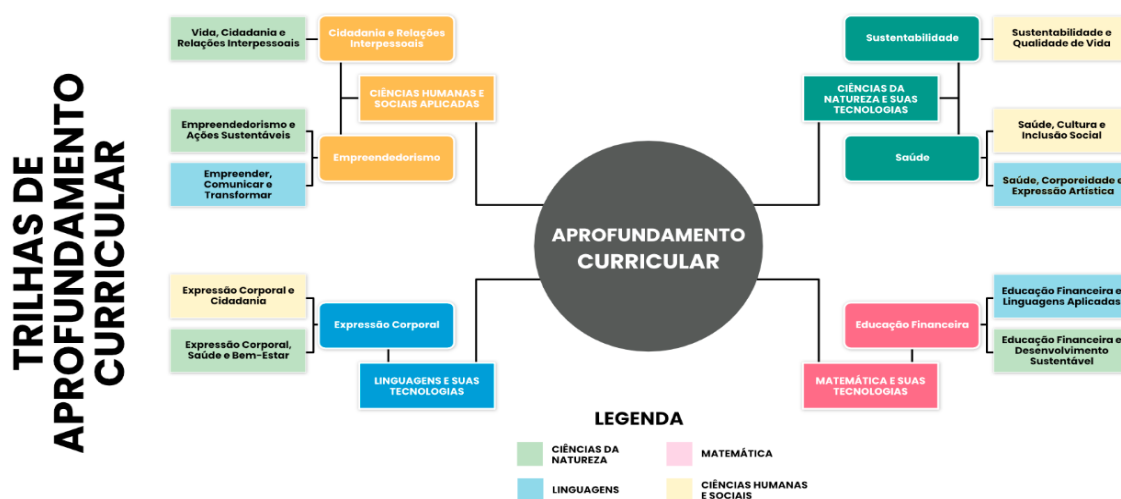 TRILHAS DE
APROFUNDAMENTO
CURRICULAR
Vida, Cidadania e
Relações Interpessoais
Cidadania e Relações
Interpessoais
CIÊNCIAS HUMANAS E
SOCIAIS APLICADAS
Empreendedorismo e
Ações Sustentáveis
Empreender,
Comunicar e
Transformar
Empreendedorismo
Sustentabilidade
Sustentabilidade e
Qualidade de Vida
CIÊNCIAS DA
NATUREZA E SUAS
TECNOLOGIAS
Saúde
Saúde, Cultura e
Inclusão Social
Saúde, Corporeidade e
Expressão Artística
APROFUNDAMENTO
CURRICULAR
Expressão Corporal e
Cidadania
Expressão Corporal,
Saúde e Bem-Estar
Expressão Corporal
LINGUAGENS E SUAS
TECNOLOGIAS
Educação Financeira
Educação Financeira e
Linguagens Aplicadas
Educação Financeira e
Desenvolvimento
Sustentável
MATEMÁTICA E SUAS
TECNOLOGIAS
LEGENDA
CIÊNCIAS DA
NATUREZA
MATEMÁTICA
LINGUAGENS
CIÊNCIAS HUMANAS
E SOCIAIS